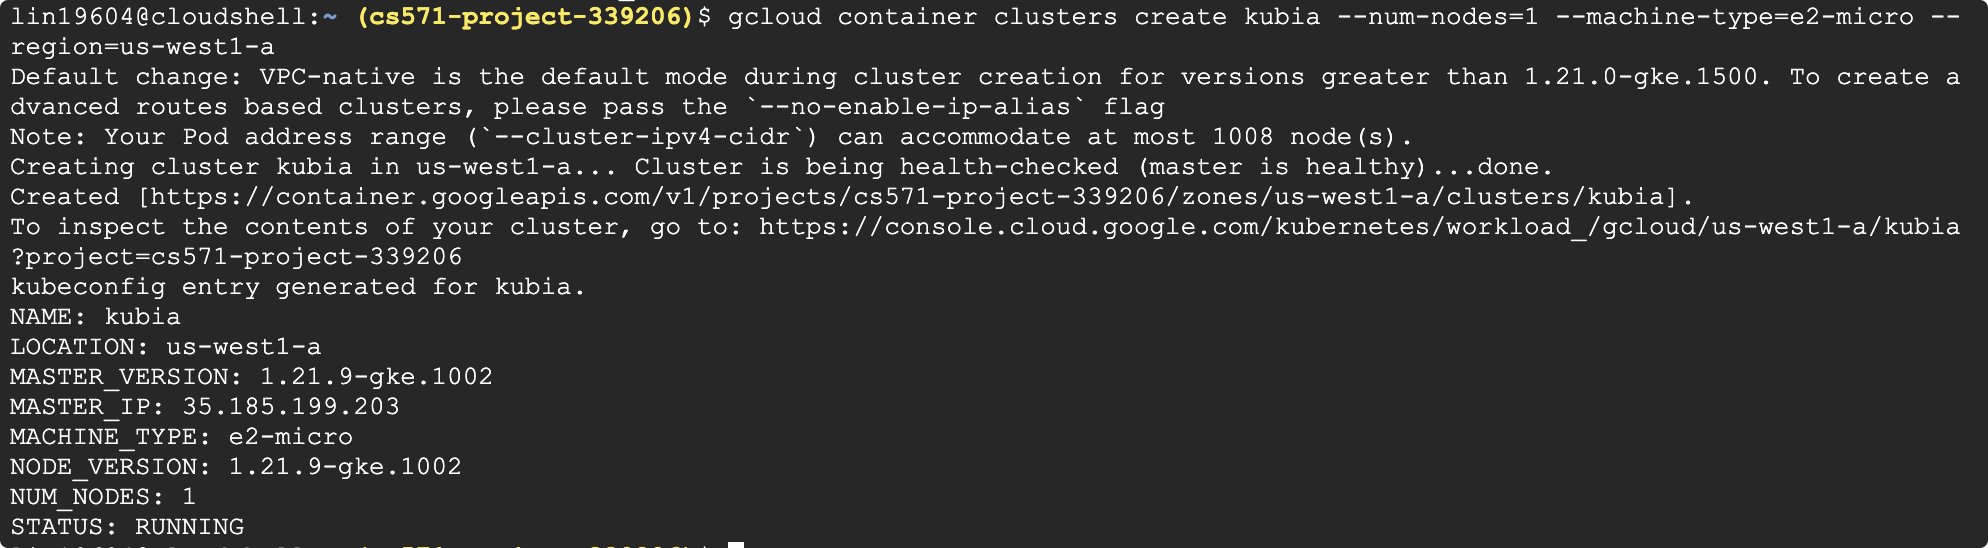 lin19604@cloudshell:~ (cs571-project-339206)$ gcloud container clusters create kubia --num-nodes=1 --machine-type=e2-micro --
region=us-west1-a
Default change: VPC-native is the default mode during cluster creation for versions greater than 1.21.0-gke.1500. To create a
dvanced routes based clusters, please pass the `--no-enable-ip-alias` flag
Note: Your Pod address range (`--cluster-ipv4-cidr`) can accommodate at most 1008 node(s).
Creating cluster kubia in us-west1-a... Cluster is being health-checked (master is healthy)...done.
Created [https://container.googleapis.com/v1/projects/cs571-project-339206/zones/us-west1-a/clusters/kubia].
To inspect the contents of your cluster, go to: https://console.cloud.google.com/kubernetes/workload_/gcloud/us-west1-a/kubia
?project=cs571-project-339206
kubeconfig entry generated for kubia.
NAME: kubia
LOCATION: us-west1-a
MASTER_VERSION: 1.21.9-gke.1002
MASTER_IP: 35.185.199.203
MACHINE_TYPE: e2-micro
NODE_VERSION: 1.21.9-gke.1002
NUM_NODES: 1
STATUS: RUNNING